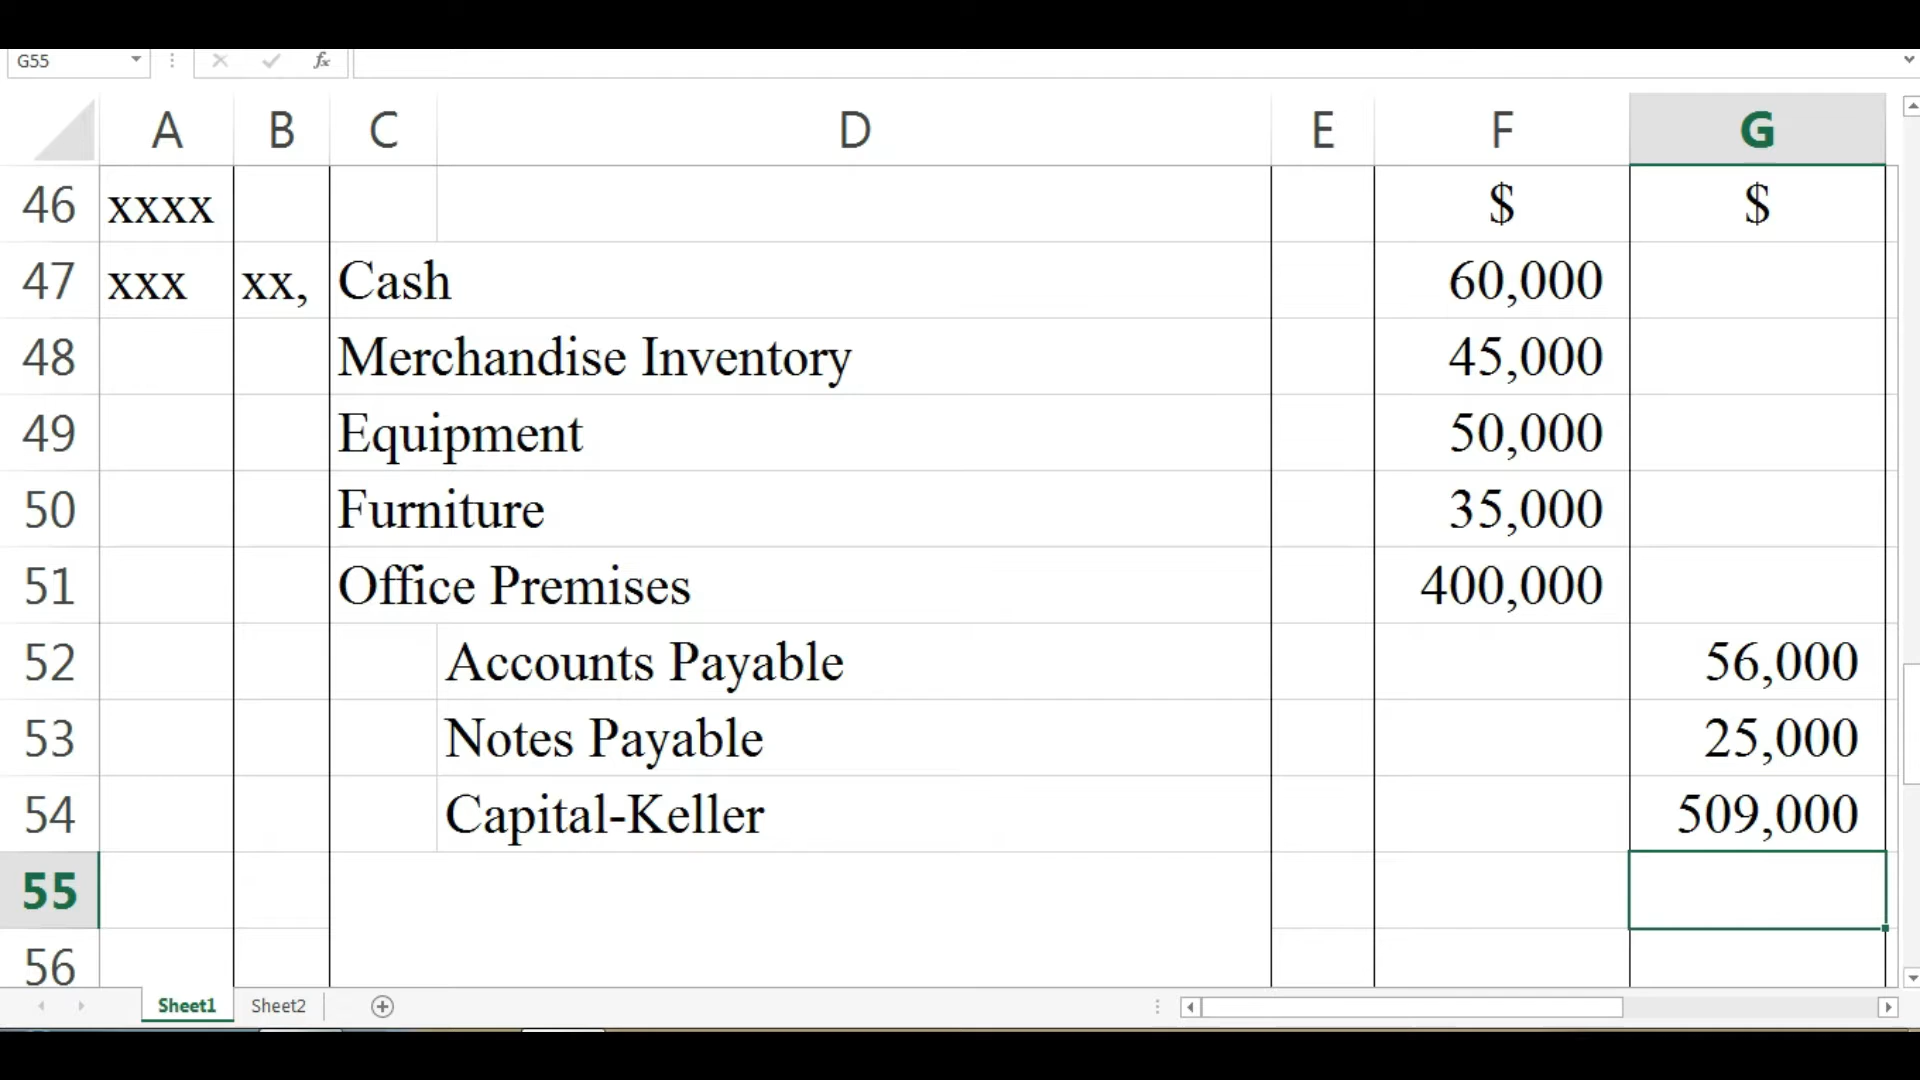 G55 fx
A B C D E F G
46 xxxx $ $
47 xxx xx, Cash 60,000
48 Merchandise Inventory 45,000
49 Equipment 50,000
50 Furniture 35,000
51 Office Premises 400,000
52 Accounts Payable 56,000
53 Notes Payable 25,000
54 Capital-Keller 509,000
55
56
Sheet1 Sheet2